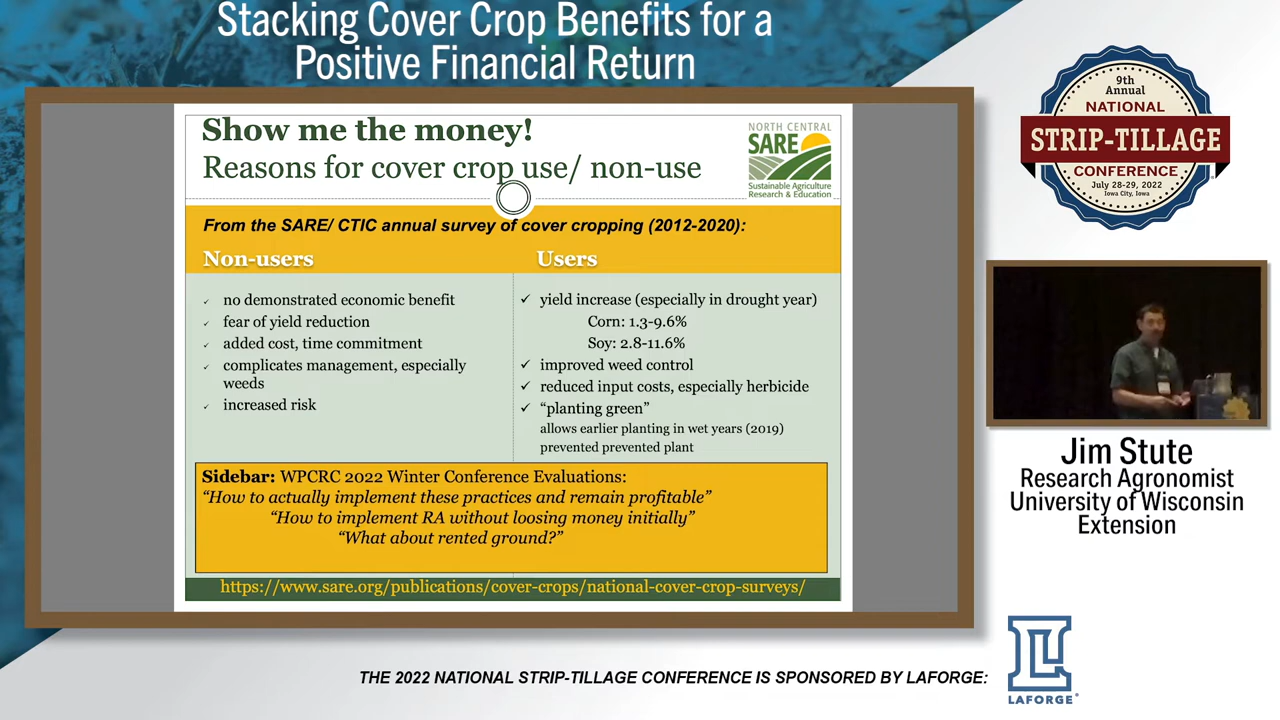 Stacking Cover Crop Benefits for a
Positive Financial Return
Show me the money!
Reasons for cover crop use/ non-use
NORTH CENTRAL
SARE
Sustainable Agriculture
Research & Education
From the SARE/ CTIC annual survey of cover cropping (2012-2020):
Non-users
no demonstrated economic benefit
fear of yield reduction
added cost, time commitment
complicates management, especially
weeds
increased risk
Users
yield increase (especially in drought year)
Corn: 1.3-9.6%
Soy: 2.8-11.6%
improved weed control
reduced input costs, especially herbicide
“planting green”
allows earlier planting in wet years (2019)
prevented prevented plant
Sidebar: WPCRC 2022 Winter Conference Evaluations:
“How to actually implement these practices and remain profitable”
“How to implement RA without loosing money initially”
“What about rented ground?”
https://www.sare.org/publications/cover-crops/national-cover-crop-surveys/
9th
Annual
NATIONAL
STRIP-TILLAGE
CONFERENCE
July 28-29, 2022
Iowa City, Iowa
Jim Stute
Research Agronomist
University of Wisconsin
Extension
THE 2022 NATIONAL STRIP-TILLAGE CONFERENCE IS SPONSORED BY LAFORGE:
LAFORGE®